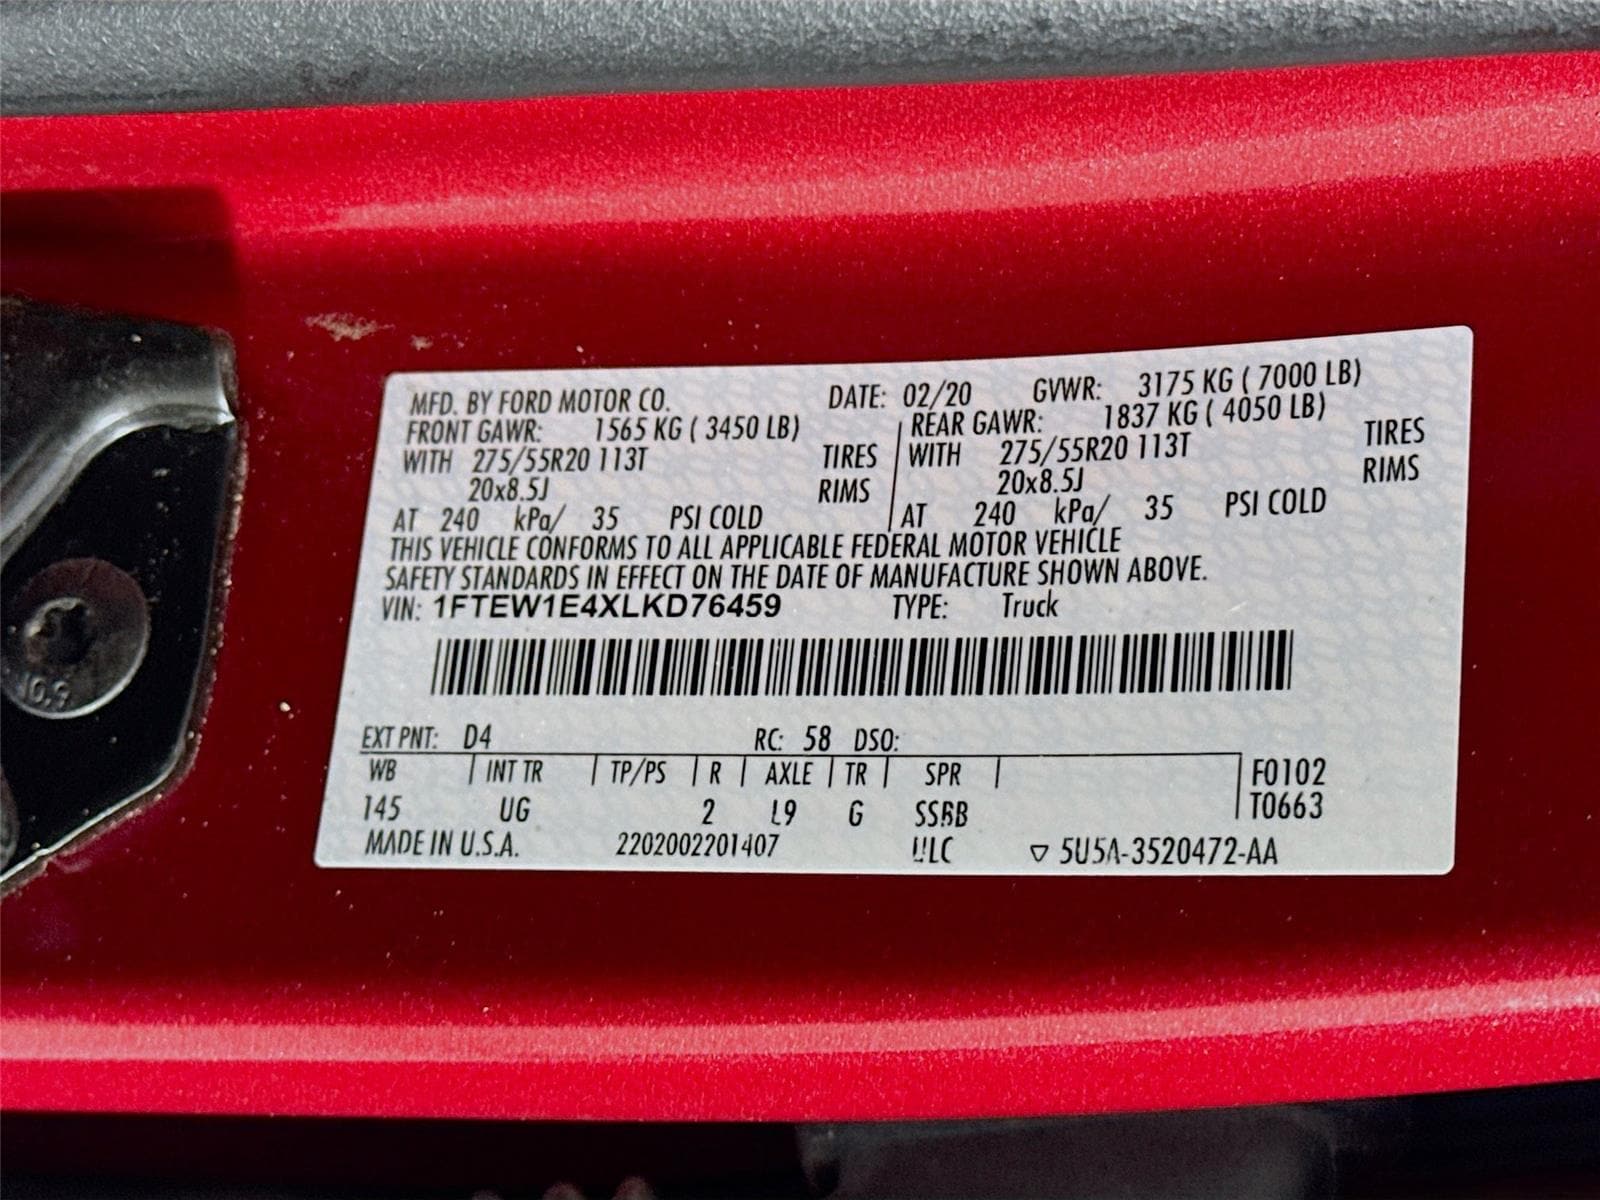 MFD. BY FORD MOTOR CO. DATE: 02/20 GVWR: 3175 KG ( 7000 LB)
FRONT GAWR: 1565 KG ( 3450 LB) REAR GAWR: 1837 KG ( 4050 LB)
WITH 275/55R20 113T TIRES WITH 275/55R20 113T TIRES
20x8.5J RIMS 20x8.5J RIMS
AT 240 kPa/ 35 PSI COLD AT 240 kPa/ 35 PSI COLD
THIS VEHICLE CONFORMS TO ALL APPLICABLE FEDERAL MOTOR VEHICLE
SAFETY STANDARDS IN EFFECT ON THE DATE OF MANUFACTURE SHOWN ABOVE.
VIN: 1FTEW1E4XLKD76459 TYPE: Truck
EXT PNT: D4 RC: 58 DSO:
WB INT TR TP/PS R AXLE TR SPR F0102
145 UG 2 L9 G SSBB T0663
MADE IN U.S.A. 2202002201407 ULC ▽ 5U5A-3520472-AA
10.9